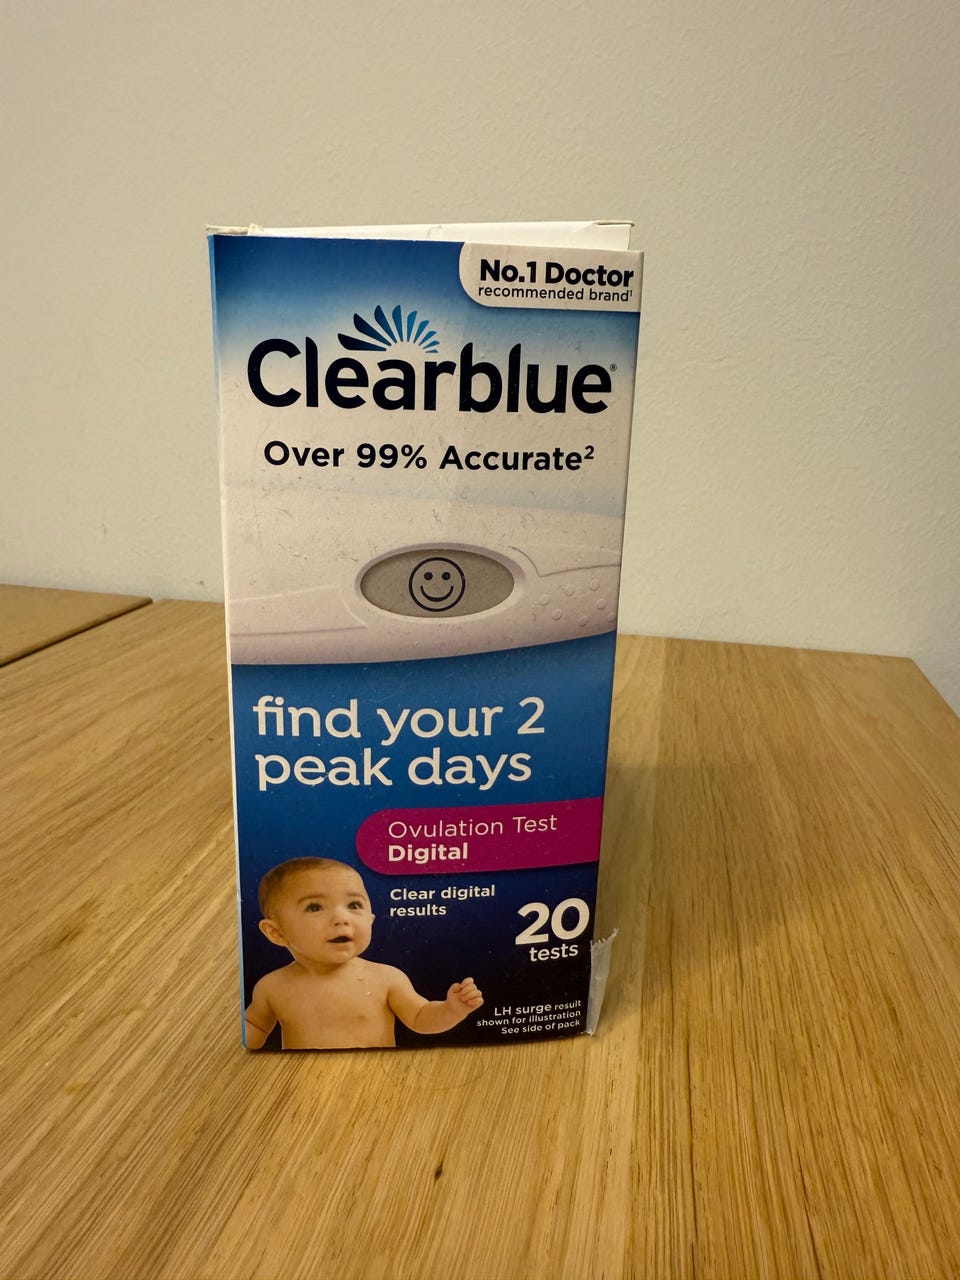 No.1 Doctor
recommended brand¹
Clearblue®
Over 99% Accurate²
find your 2
peak days
Ovulation Test
Digital
Clear digital
results
20
tests
LH surge result
shown for illustration
See side of pack